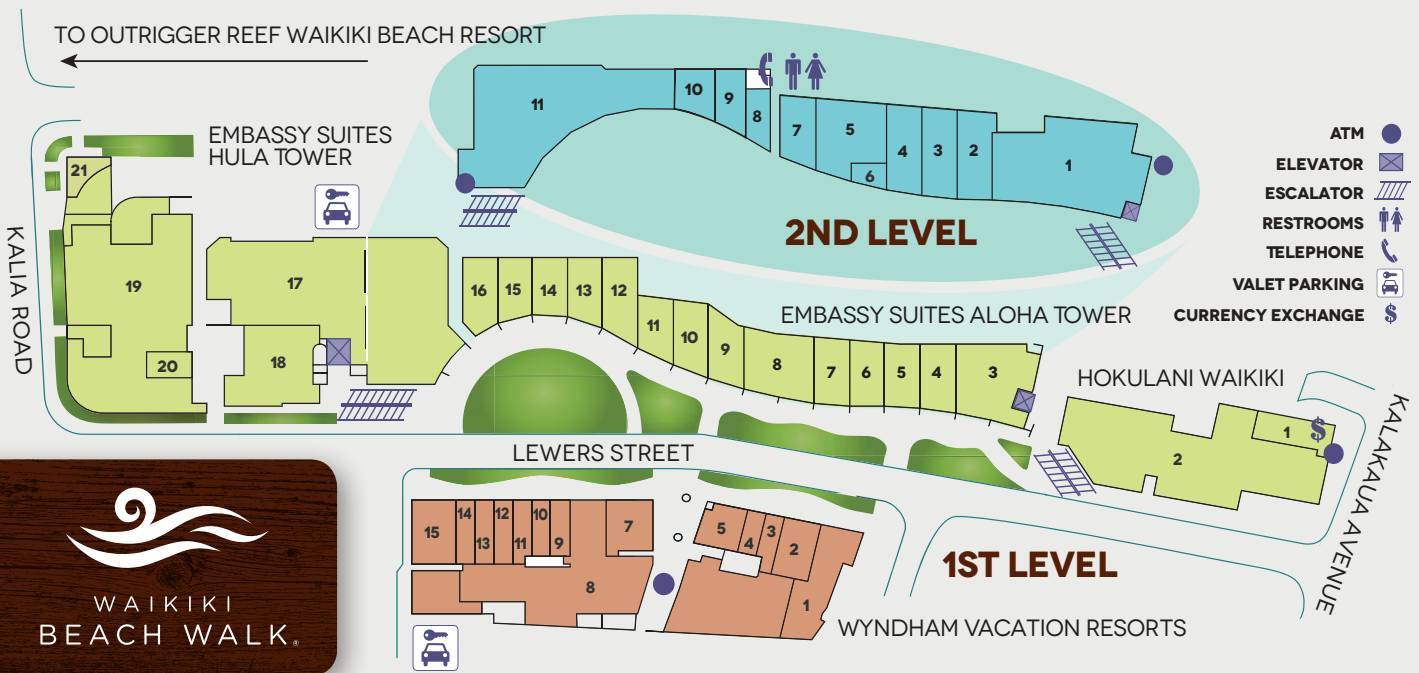 TO OUTRIGGER REEF WAIKIKI BEACH RESORT
11
10
9
8
7
5
6
4
3
2
1
2ND LEVEL
ATM
ELEVATOR
ESCALATOR
RESTROOMS
TELEPHONE
VALET PARKING
CURRENCY EXCHANGE
$
EMBASSY SUITES
HULA TOWER
KALIA ROAD
21
19
20
17
18
16
15
14
13
12
11
10
9
8
7
6
5
4
3
EMBASSY SUITES ALOHA TOWER
HOKULANI WAIKIKI
2
1
$
KALAKAUA AVENUE
LEWERS STREET
15
14
13
12
11
10
9
8
7
5
4
3
2
1
1ST LEVEL
WYNDHAM VACATION RESORTS
WAIKIKI
BEACH WALK®